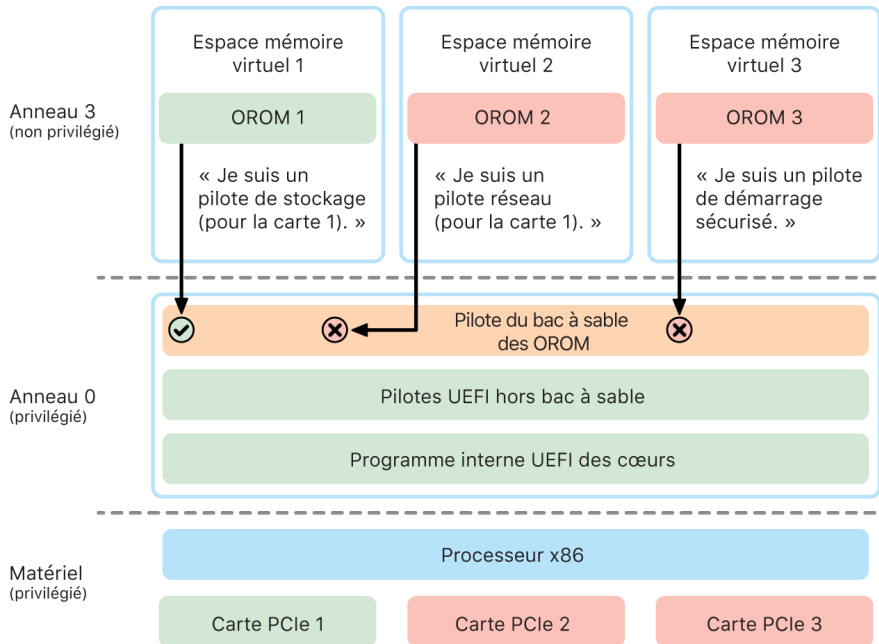 Espace mémoire
virtuel 1
Espace mémoire
virtuel 2
Espace mémoire
virtuel 3
Anneau 3
(non privilégié)
OROM 1
OROM 2
OROM 3
« Je suis un
pilote de stockage
(pour la carte 1). »
« Je suis un
pilote réseau
(pour la carte 1). »
« Je suis un pilote
de démarrage
sécurisé. »
Pilote du bac à sable
des OROM
Anneau 0
(privilégié)
Pilotes UEFI hors bac à sable
Programme interne UEFI des cœurs
Matériel
(privilégié)
Processeur x86
Carte PCIe 1
Carte PCIe 2
Carte PCIe 3